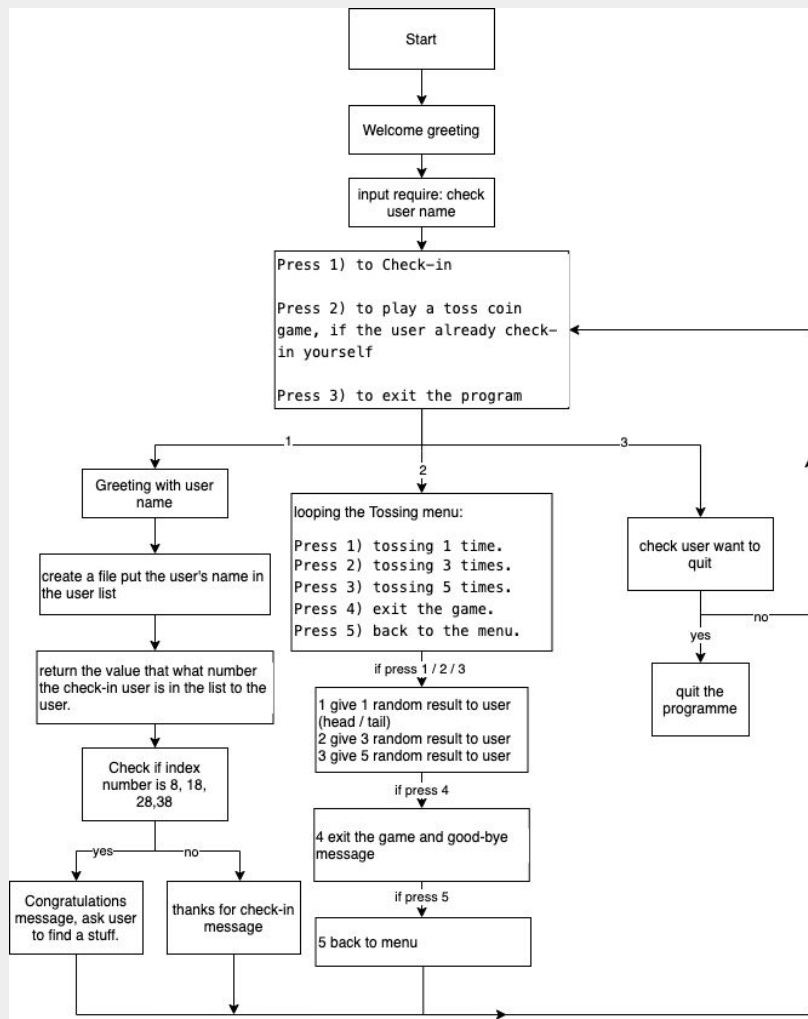 Start
Welcome greeting
input require: check
user name
Press 1) to Check-in
Press 2) to play a toss coin
game, if the user already check-
in yourself
Press 3) to exit the program
1
2
3
Greeting with user
name
create a file put the user's name in
the user list
return the value that what number
the check-in user is in the list to the
user.
Check if index
number is 8, 18,
28,38
yes
no
Congratulations
message, ask user
to find a stuff.
thanks for check-in
message
looping the Tossing menu:
Press 1) tossing 1 time.
Press 2) tossing 3 times.
Press 3) tossing 5 times.
Press 4) exit the game.
Press 5) back to the menu.
if press 1 / 2 / 3
1 give 1 random result to user
(head / tail)
2 give 3 random result to user
3 give 5 random result to user
if press 4
4 exit the game and good-bye
message
if press 5
5 back to menu
check user want to
quit
no
yes
quit the
programme